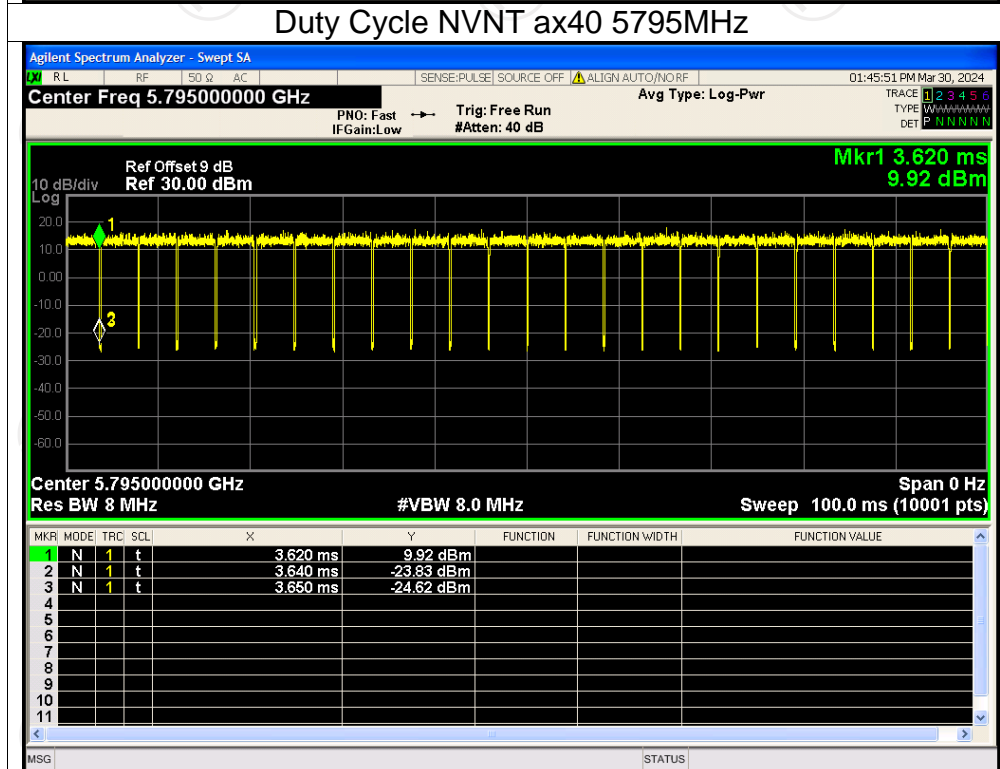 Duty Cycle NVNT ax40 5795MHz
Agilent Spectrum Analyzer - Swept SA
LXI RL RF 50 Ω AC SENSE:PULSE SOURCE OFF ALIGN AUTO/NO RF 01:45:51 PM Mar 30, 2024
Center Freq 5.795000000 GHz Avg Type: Log-Pwr TRACE 1 2 3 4 5 6
PNO: Fast Trig: Free Run TYPE WWWWWW
IFGain:Low #Atten: 40 dB DET P N N N N N
Mkr1 3.620 ms
Ref Offset 9 dB
10 dB/div Ref 30.00 dBm 9.92 dBm
Log
20.0
1
10.0
0.00
-10.0
3
-20.0
-30.0
-40.0
-50.0
-60.0
Center 5.795000000 GHz Span 0 Hz
Res BW 8 MHz #VBW 8.0 MHz Sweep 100.0 ms (10001 pts)
MKR MODE TRC SCL X Y FUNCTION FUNCTION WIDTH FUNCTION VALUE
1 N 1 t 3.620 ms 9.92 dBm
2 N 1 t 3.640 ms -23.83 dBm
3 N 1 t 3.650 ms -24.62 dBm
4
5
6
7
8
9
10
11
MSG STATUS